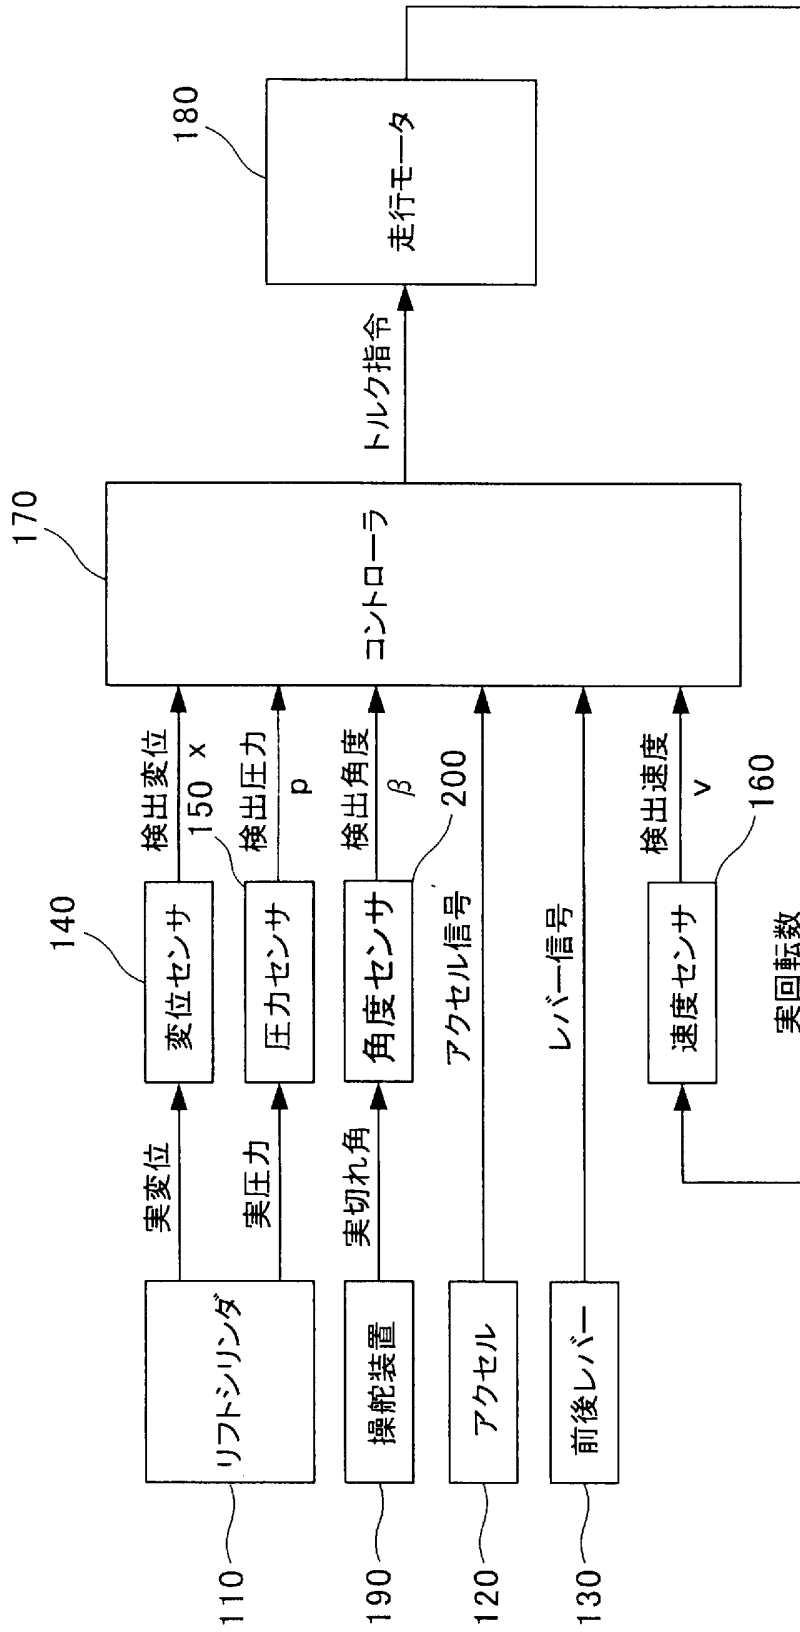 110
リフトシリンダ
実変位
変位センサ
140
検出変位
x
実圧力
圧力センサ
150
検出圧力
p
190
操舵装置
実切れ角
角度センサ
200
検出角度
β
120
アクセル
アクセル信号
130
前後レバー
レバー信号
速度センサ
160
検出速度
v
実回転数
コントローラ
170
トルク指令
走行モータ
180